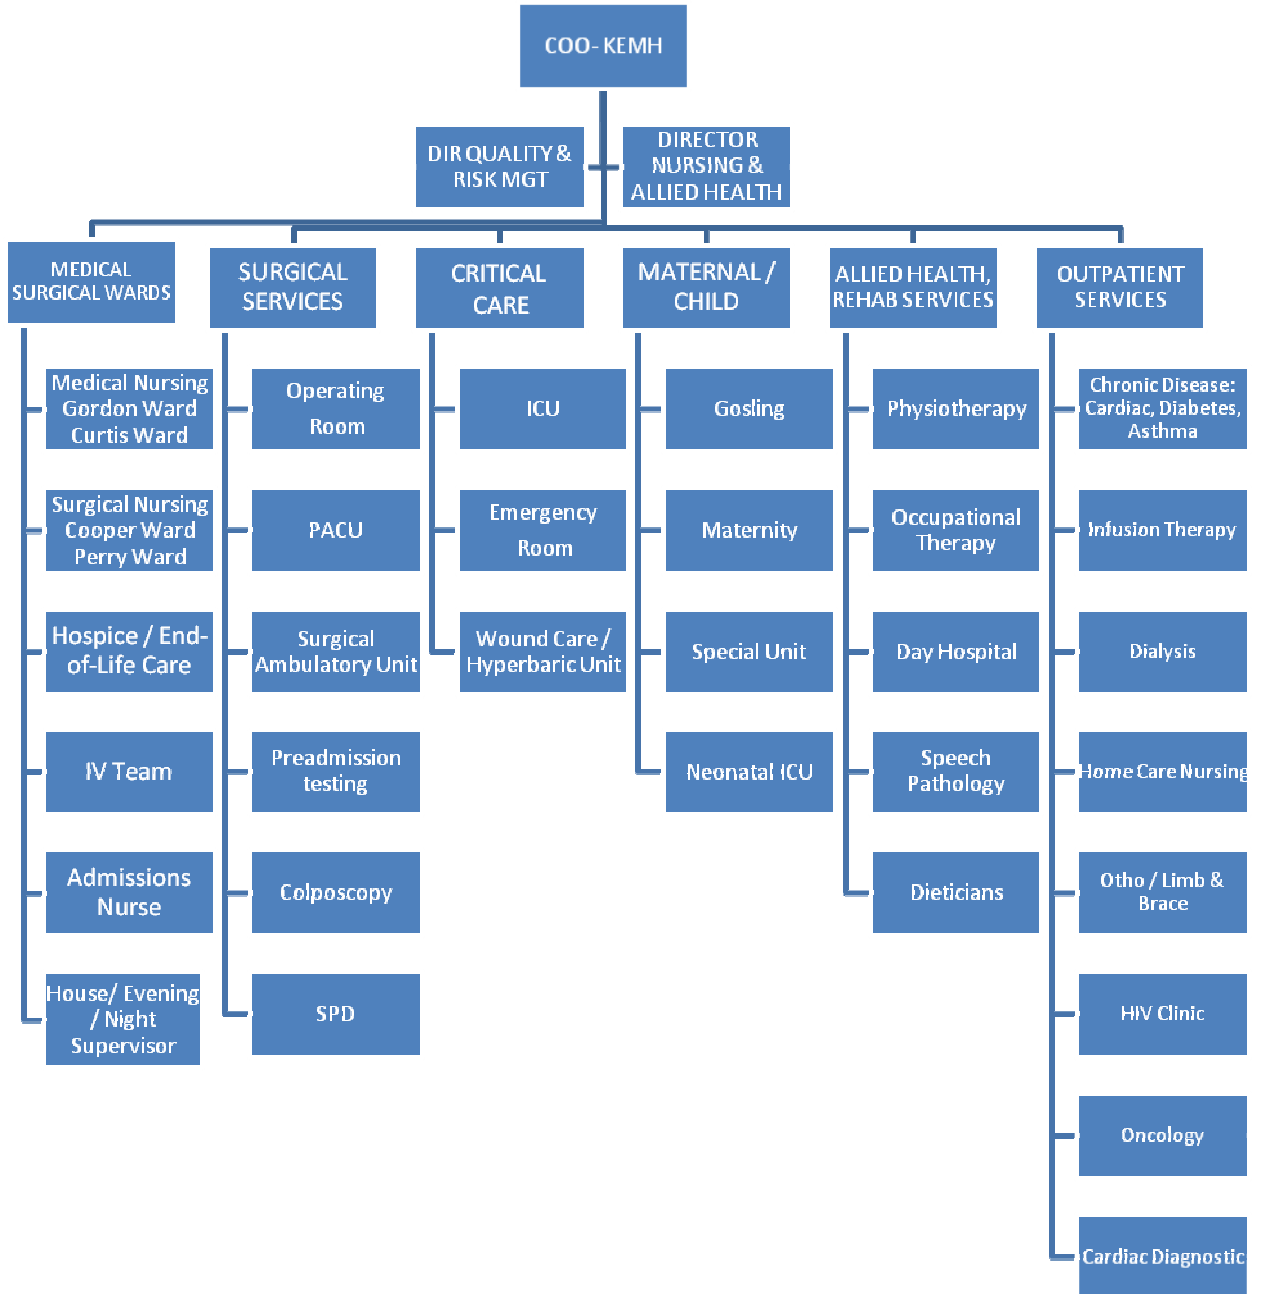 COO- KEMH
DIR QUALITY &
RISK MGT
DIRECTOR
NURSING &
ALLIED HEALTH
MEDICAL
SURGICAL WARDS
Medical Nursing
Gordon Ward
Curtis Ward
Surgical Nursing
Cooper Ward
Perry Ward
Hospice / End-
of-Life Care
IV Team
Admissions
Nurse
House/ Evening
/ Night
Supervisor
SURGICAL
SERVICES
Operating
Room
PACU
Surgical
Ambulatory Unit
Preadmission
testing
Colposcopy
SPD
CRITICAL
CARE
ICU
Emergency
Room
Wound Care /
Hyperbaric Unit
MATERNAL /
CHILD
Gosling
Maternity
Special Unit
Neonatal ICU
ALLIED HEALTH,
REHAB SERVICES
Physiotherapy
Occupational
Therapy
Day Hospital
Speech
Pathology
Dieticians
OUTPATIENT
SERVICES
Chronic Disease:
Cardiac, Diabetes,
Asthma
Infusion Therapy
Dialysis
Home Care Nursing
Otho / Limb &
Brace
HIV Clinic
Oncology
Cardiac Diagnostic